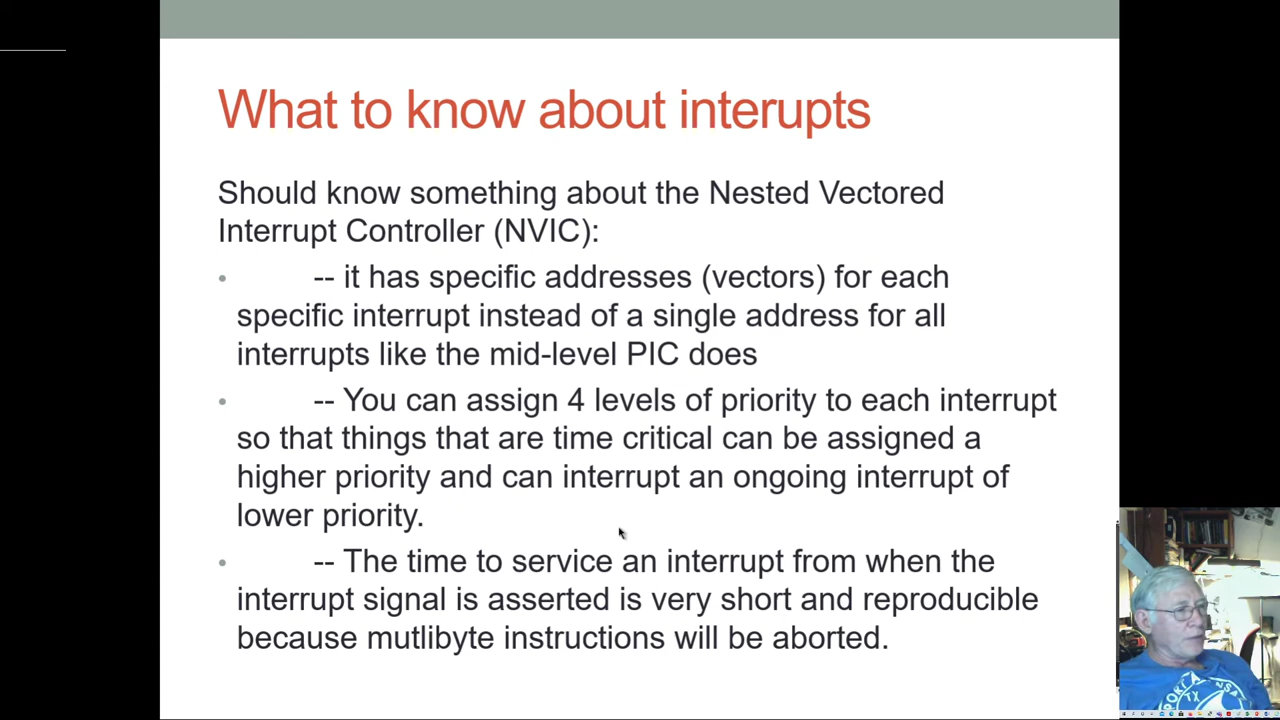 What to know about interupts
Should know something about the Nested Vectored
Interrupt Controller (NVIC):
• -- it has specific addresses (vectors) for each
specific interrupt instead of a single address for all
interrupts like the mid-level PIC does
• -- You can assign 4 levels of priority to each interrupt
so that things that are time critical can be assigned a
higher priority and can interrupt an ongoing interrupt of
lower priority.
• -- The time to service an interrupt from when the
interrupt signal is asserted is very short and reproducible
because mutlibyte instructions will be aborted.
TX